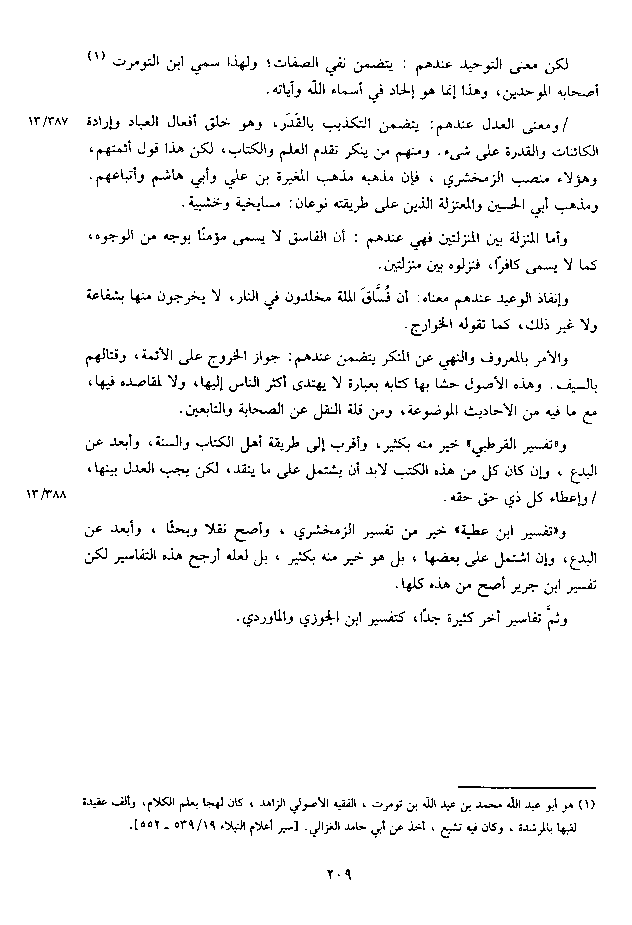 لكن معنى التوحيد عندهم : يتضمن نفي الصفات؛ ولهذا سمي ابن التومرت (١)
أصحابه الموحدين، وهذا إنما هو إلحاد في أسماء الله وآياته.
١٣/٣٨٧ / ومعنى العدل عندهم: يتضمن التكذيب بالقَدَر، وهو خلق أفعال العباد وإرادة
الكائنات والقدرة على شيء. ومنهم من ينكر تقدم العلم والكتاب، لكن هذا قول أئمتهم،
وهؤلاء منصب الزمخشري ، فإن مذهبه مذهب المغيرة بن علي وأبي هاشم وأتباعهم.
ومذهب أبي الحسين والمعتزلة الذين على طريقته نوعان: مسايخية وخشبية.
وأما المنزلة بين المنزلتين فهي عندهم : أن الفاسق لا يسمى مؤمنًا بوجه من الوجوه،
كما لا يسمى كافرًا، فنزلوه بين منزلتين.
وإنفاذ الوعيد عندهم معناه: أن فُسَّاقَ الملة مخلدون في النار، لا يخرجون منها بشفاعة
ولا غير ذلك، كما تقوله الخوارج.
والأمر بالمعروف والنهي عن المنكر يتضمن عندهم: جواز الخروج على الأئمة، وقتالهم
بالسيف. وهذه الأصول حشا بها كتابه بعبارة لا يهتدى أكثر الناس إليها، ولا لمقاصده فيها،
مع ما فيه من الأحاديث الموضوعة، ومن قلة النقل عن الصحابة والتابعين.
و«تفسير القرطبي» خير منه بكثير، وأقرب إلى طريقة أهل الكتاب والسنة، وأبعد عن
البدع ، وإن كان كل من هذه الكتب لابد أن يشتمل على ما ينقد، لكن يجب العدل بينها،
١٣/٣٨٨ / وإعطاء كل ذي حق حقه.
و«تفسير ابن عطية» خير من تفسير الزمخشري ، وأصح نقلا وبحثًا ، وأبعد عن
البدع، وإن اشتمل على بعضها ، بل هو خير منه بكثير ، بل لعله أرجح هذه التفاسير لكن
تفسير ابن جرير أصح من هذه كلها.
وثمَّ تفاسير أخر كثيرة جدًا، كتفسير ابن الجوزي والماوردي.
(١) هو أبو عبد الله محمد بن عبد الله بن تومرت ، الفقيه الأصولي الزاهد ، كان لهجا بعلم الكلام، وألف عقيدة
لقبها بالمرشدة ، وكان فيه تشيع ، أخذ عن أبي حامد الغزالي. [سير أعلام النبلاء ١٩/ ٥٣٩ - ٥٥٢].
٢٠٩